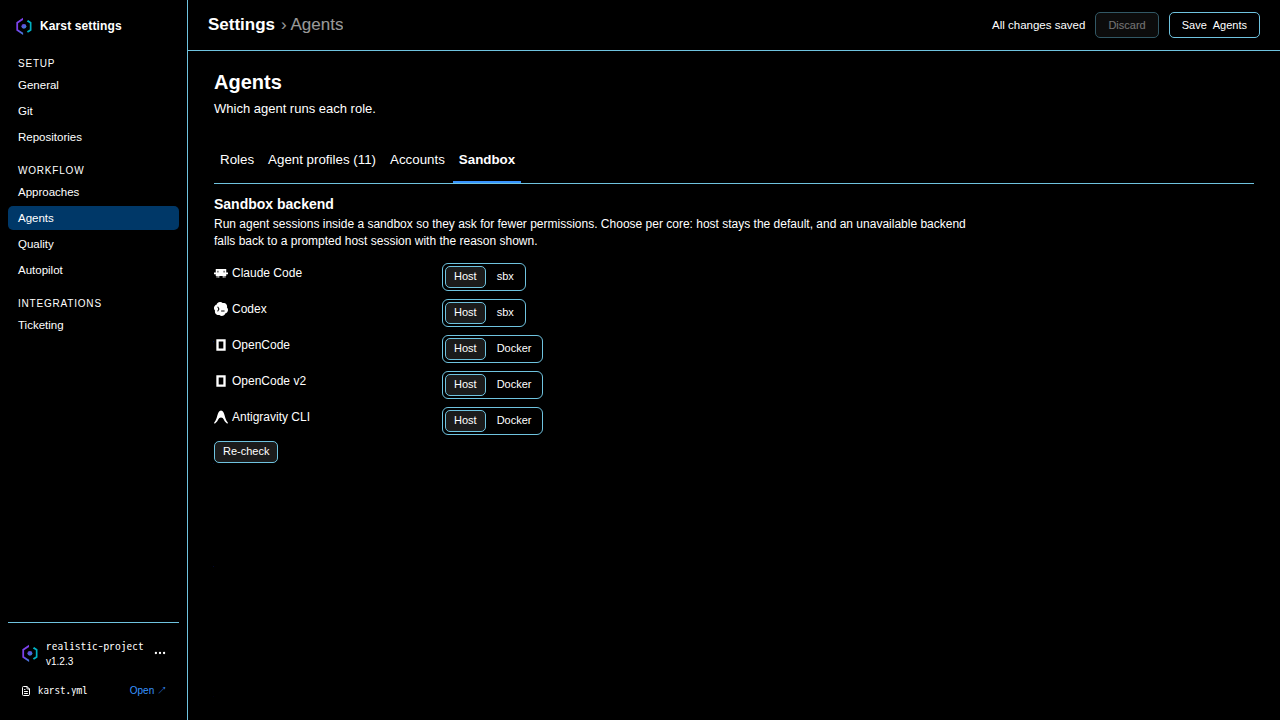 Karst settings
SETUP
General
Git
Repositories
WORKFLOW
Approaches
Agents
Quality
Autopilot
INTEGRATIONS
Ticketing
realistic-project
v1.2.3
karst.yml
Open ↗
Settings › Agents
All changes saved
Discard
Save Agents
Agents
Which agent runs each role.
Roles
Agent profiles (11)
Accounts
Sandbox
Sandbox backend
Run agent sessions inside a sandbox so they ask for fewer permissions. Choose per core: host stays the default, and an unavailable backend
falls back to a prompted host session with the reason shown.
Claude Code
Host
sbx
Codex
Host
sbx
OpenCode
Host
Docker
OpenCode v2
Host
Docker
Antigravity CLI
Host
Docker
Re-check